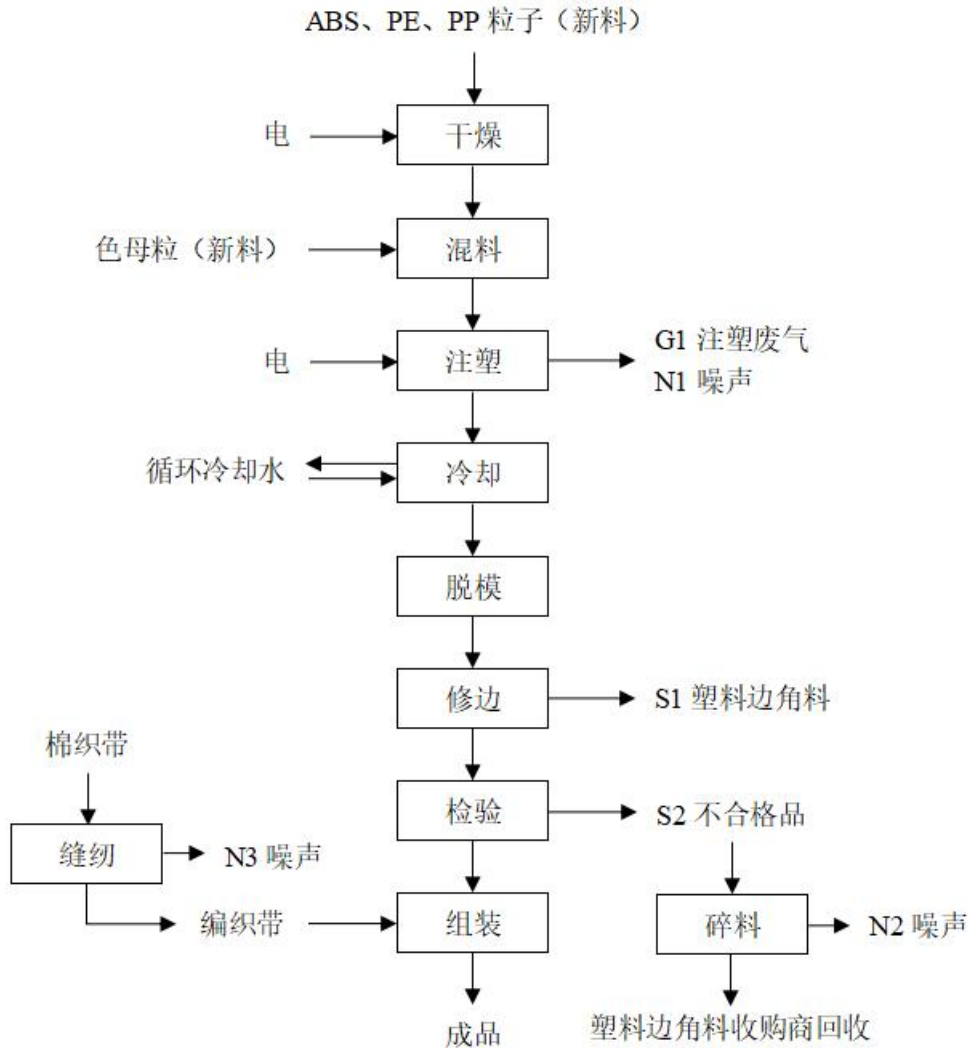 ABS、PE、PP 粒子（新料）
电
干燥
色母粒（新料）
混料
电
注塑
G1 注塑废气
N1 噪声
循环冷却水
冷却
脱模
修边
S1 塑料边角料
棉织带
检验
S2 不合格品
缝纫
N3 噪声
编织带
组装
碎料
N2 噪声
成品
塑料边角料收购商回收